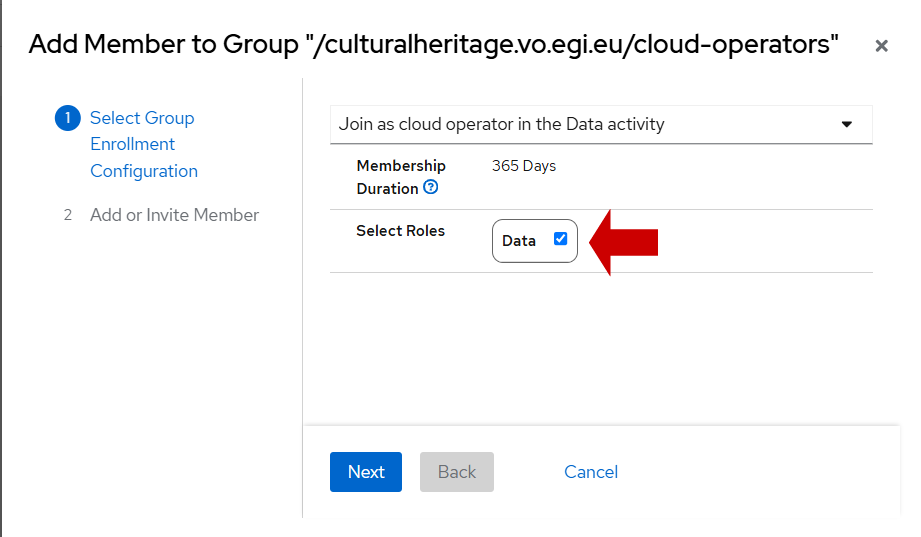 Add Member to Group "/culturalheritage.vo.egi.eu/cloud-operators"
1 Select Group
Enrollment
Configuration
2 Add or Invite Member
Join as cloud operator in the Data activity
Membership
Duration
365 Days
Select Roles
Data
Next
Back
Cancel